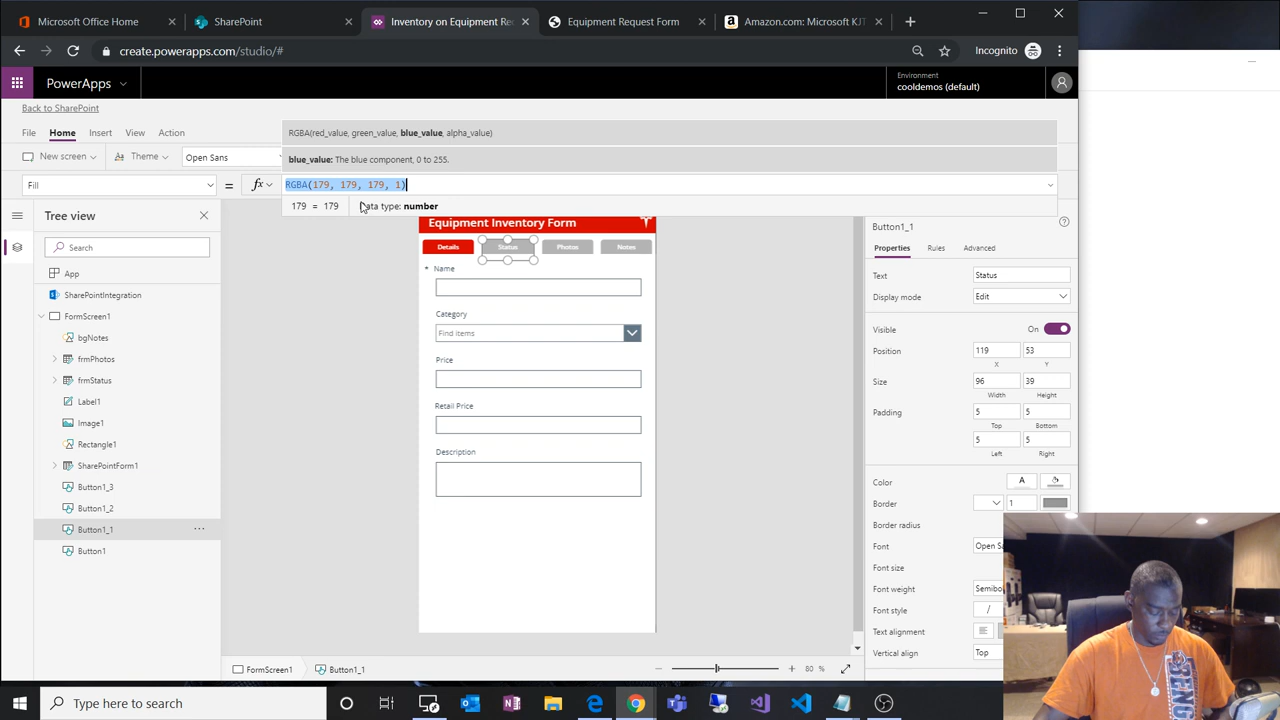 Microsoft Office Home
SharePoint
Inventory on Equipment Re
Equipment Request Form
Amazon.com: Microsoft KJT
create.powerapps.com/studio/#
Incognito
PowerApps
Environment
cooldemos (default)
Back to SharePoint
File Home Insert View Action
RGBA(red_value, green_value, blue_value, alpha_value)
New screen Theme Open Sans
blue_value: The blue component, 0 to 255.
Fill = fx RGBA(179, 179, 179, 1)
179 = 179 Data type: number
Tree view
Search
App
SharePointIntegration
FormScreen1
bgNotes
frmPhotos
frmStatus
Label1
Image1
Rectangle1
SharePointForm1
Button1_3
Button1_2
Button1_1
Button1
Equipment Inventory Form
Details Status Photos Notes
* Name
Category
Find items
Price
Retail Price
Description
Button1_1
Properties Rules Advanced
Text Status
Display mode Edit
Visible On
Position 119 53
X Y
Size 96 39
Width Height
Padding 5 5
Top Bottom
5 5
Left Right
Color A
Border 1
Border radius
Font Open Sa
Font size
Font weight Semibo
Font style /
Text alignment
Vertical align Top
FormScreen1 Button1_1
80 %
Type here to search